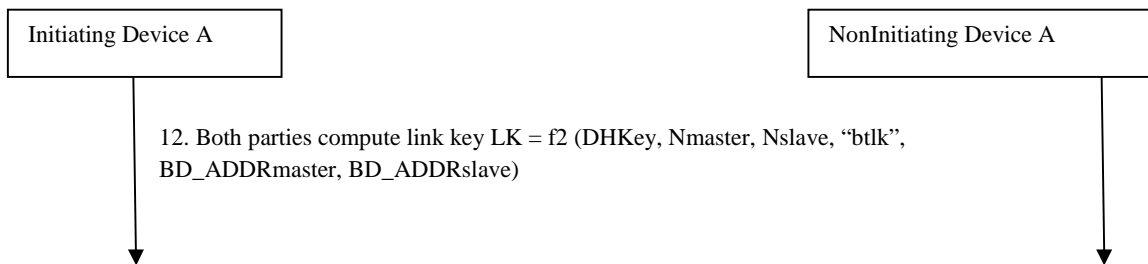 Initiating Device A
NonInitiating Device A
12. Both parties compute link key LK = f2 (DHKey, Nmaster, Nslave, “btlk”,
BD_ADDRmaster, BD_ADDRslave)